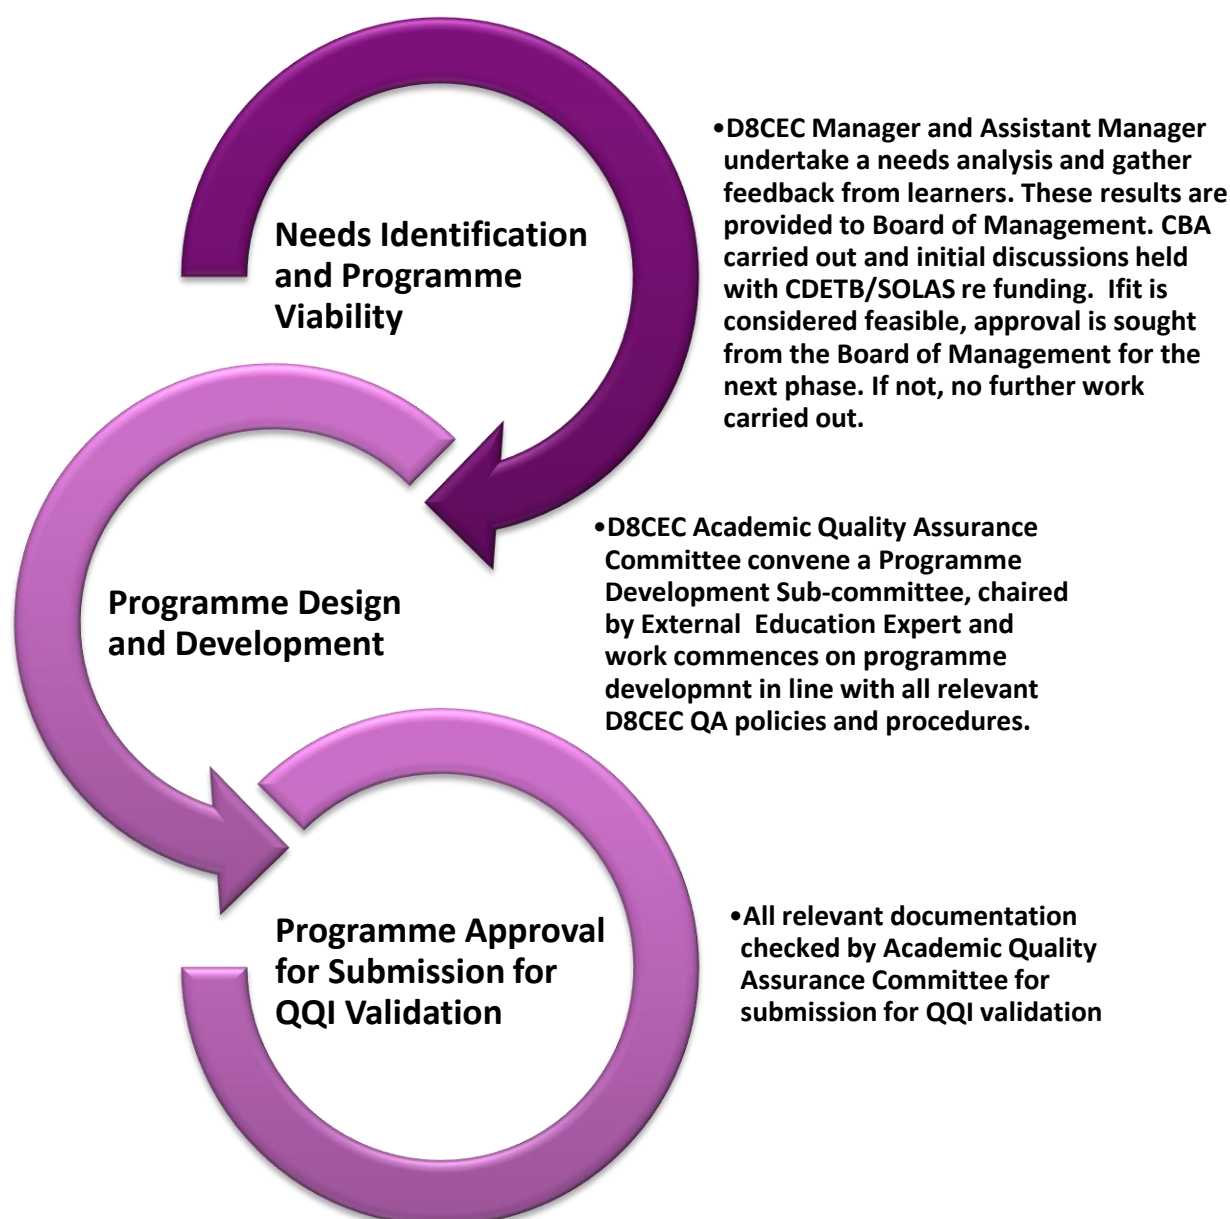 Needs Identification
and Programme
Viability
•D8CEC Manager and Assistant Manager
undertake a needs analysis and gather
feedback from learners. These results are
provided to Board of Management. CBA
carried out and initial discussions held
with CDETB/SOLAS re funding.  Ifit is
considered feasible, approval is sought
from the Board of Management for the
next phase. If not, no further work
carried out.
Programme Design
and Development
•D8CEC Academic Quality Assurance
Committee convene a Programme
Development Sub-committee, chaired
by External  Education Expert and
work commences on programme
developmnt in line with all relevant
D8CEC QA policies and procedures.
Programme Approval
for Submission for
QQI Validation
•All relevant documentation
checked by Academic Quality
Assurance Committee for
submission for QQI validation